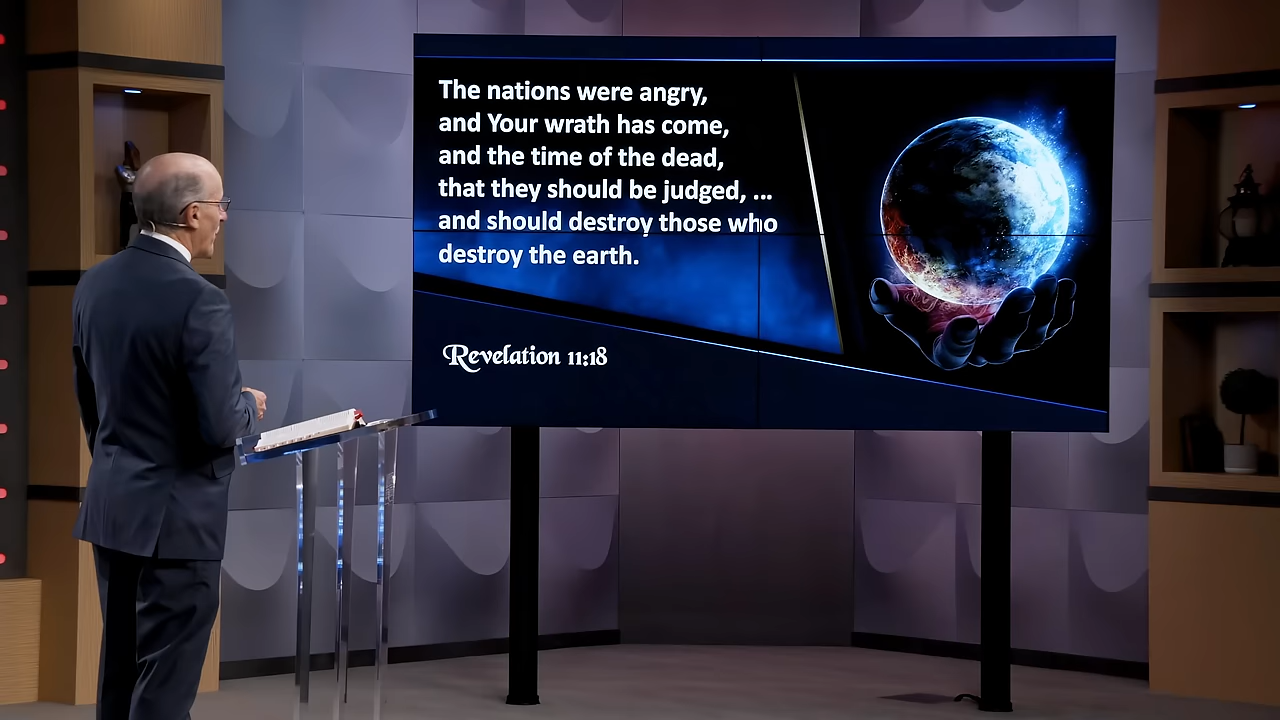 The nations were angry,
and Your wrath has come,
and the time of the dead,
that they should be judged, ...
and should destroy those who
destroy the earth.
Revelation 11:18